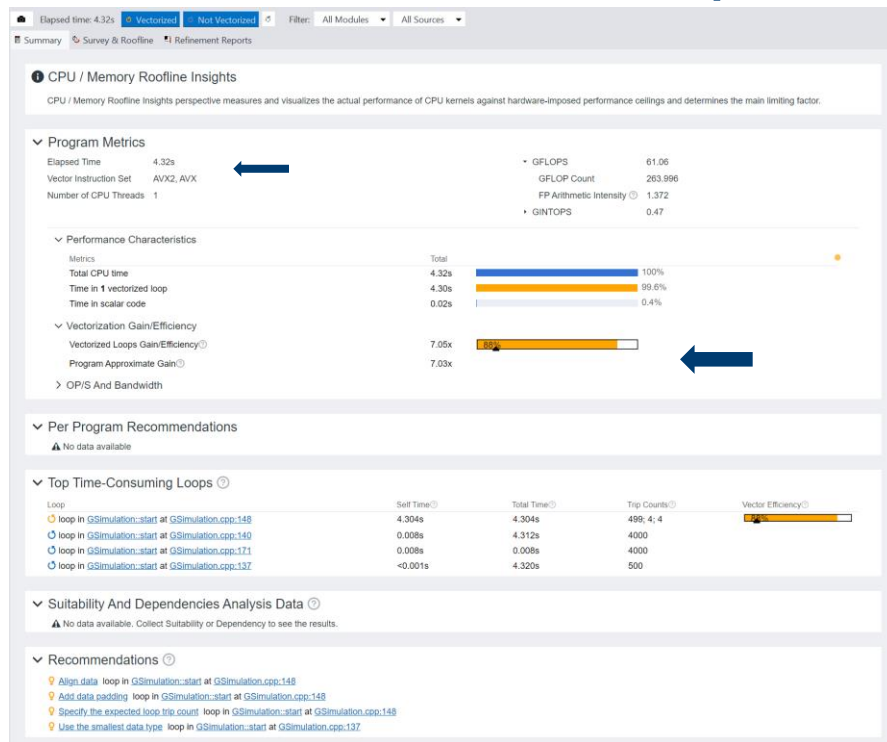 Elapsed time: 4.32s Vectorized Not Vectorized Filter: All Modules All Sources
Summary Survey & Roofline Refinement Reports
CPU / Memory Roofline Insights
CPU / Memory Roofline Insights perspective measures and visualizes the actual performance of CPU kernels against hardware-imposed performance ceilings and determines the main limiting factor.
Program Metrics
Elapsed Time 4.32s GFLOPS 61.06
Vector Instruction Set AVX2, AVX GFLOP Count 263.996
Number of CPU Threads 1 FP Arithmetic Intensity 1.372
GINTOPS 0.47
Performance Characteristics
Metrics Total
Total CPU time 4.32s 100%
Time in 1 vectorized loop 4.30s 99.6%
Time in scalar code 0.02s 0.4%
Vectorization Gain/Efficiency
Vectorized Loops Gain/Efficiency 7.05x 88%
Program Approximate Gain 7.03x
OP/S And Bandwidth
Per Program Recommendations
No data available
Top Time-Consuming Loops
Loop Self Time Total Time Trip Counts Vector Efficiency
loop in GSimulation::start at GSimulation.cpp:148 4.304s 4.304s 499; 4; 4 88%
loop in GSimulation::start at GSimulation.cpp:140 0.008s 4.312s 4000
loop in GSimulation::start at GSimulation.cpp:171 0.008s 0.008s 4000
loop in GSimulation::start at GSimulation.cpp:137 <0.001s 4.320s 500
Suitability And Dependencies Analysis Data
No data available. Collect Suitability or Dependency to see the results.
Recommendations
Align data loop in GSimulation::start at GSimulation.cpp:148
Add data padding loop in GSimulation::start at GSimulation.cpp:148
Specify the expected loop trip count loop in GSimulation::start at GSimulation.cpp:148
Use the smallest data type loop in GSimulation::start at GSimulation.cpp:137